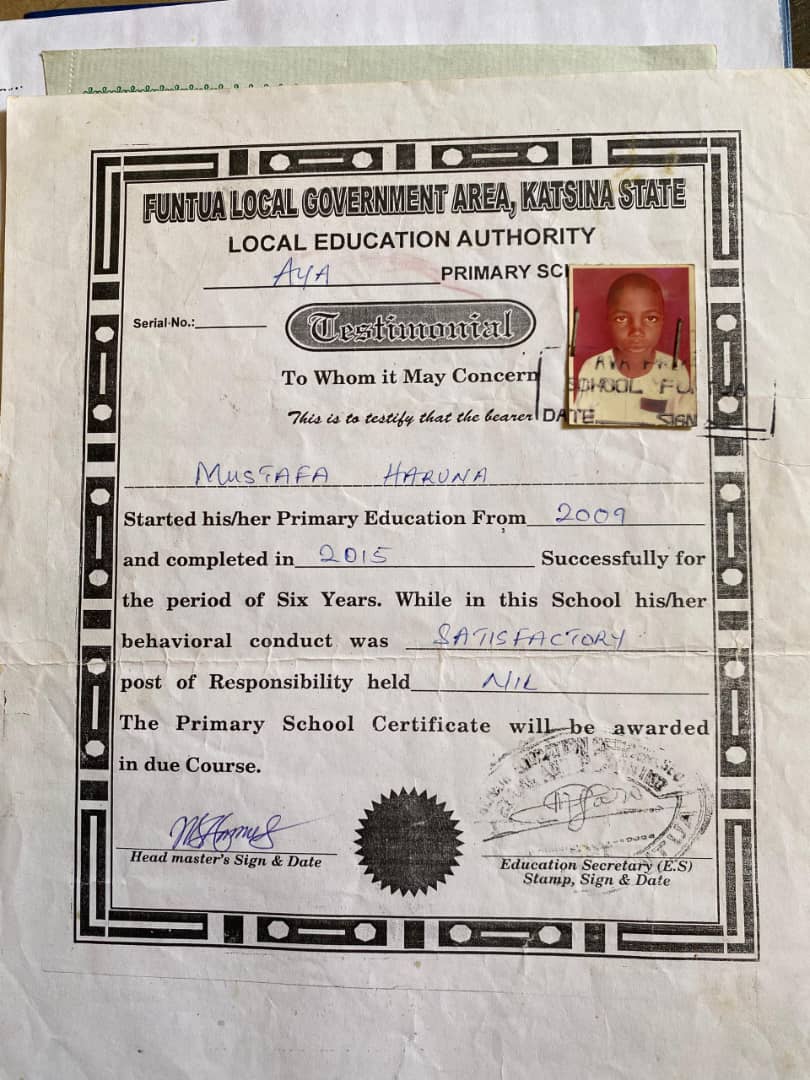 FUNTUA LOCAL GOVERNMENT AREA, KATSINA STATE
LOCAL EDUCATION AUTHORITY
AYA PRIMARY SC
Serial No.:
Testimonial
To Whom it May Concern
This is to testify that the bearer
SCHOOL
DATE SIGN
MUSTAFA HARUNA
Started his/her Primary Education From 2009
and completed in 2015 Successfully for
the period of Six Years. While in this School his/her
behavioral conduct was SATISFACTORY
post of Responsibility held NIL
The Primary School Certificate will be awarded
in due Course.
Head master's Sign & Date
Education Secretary (E.S)
Stamp, Sign & Date